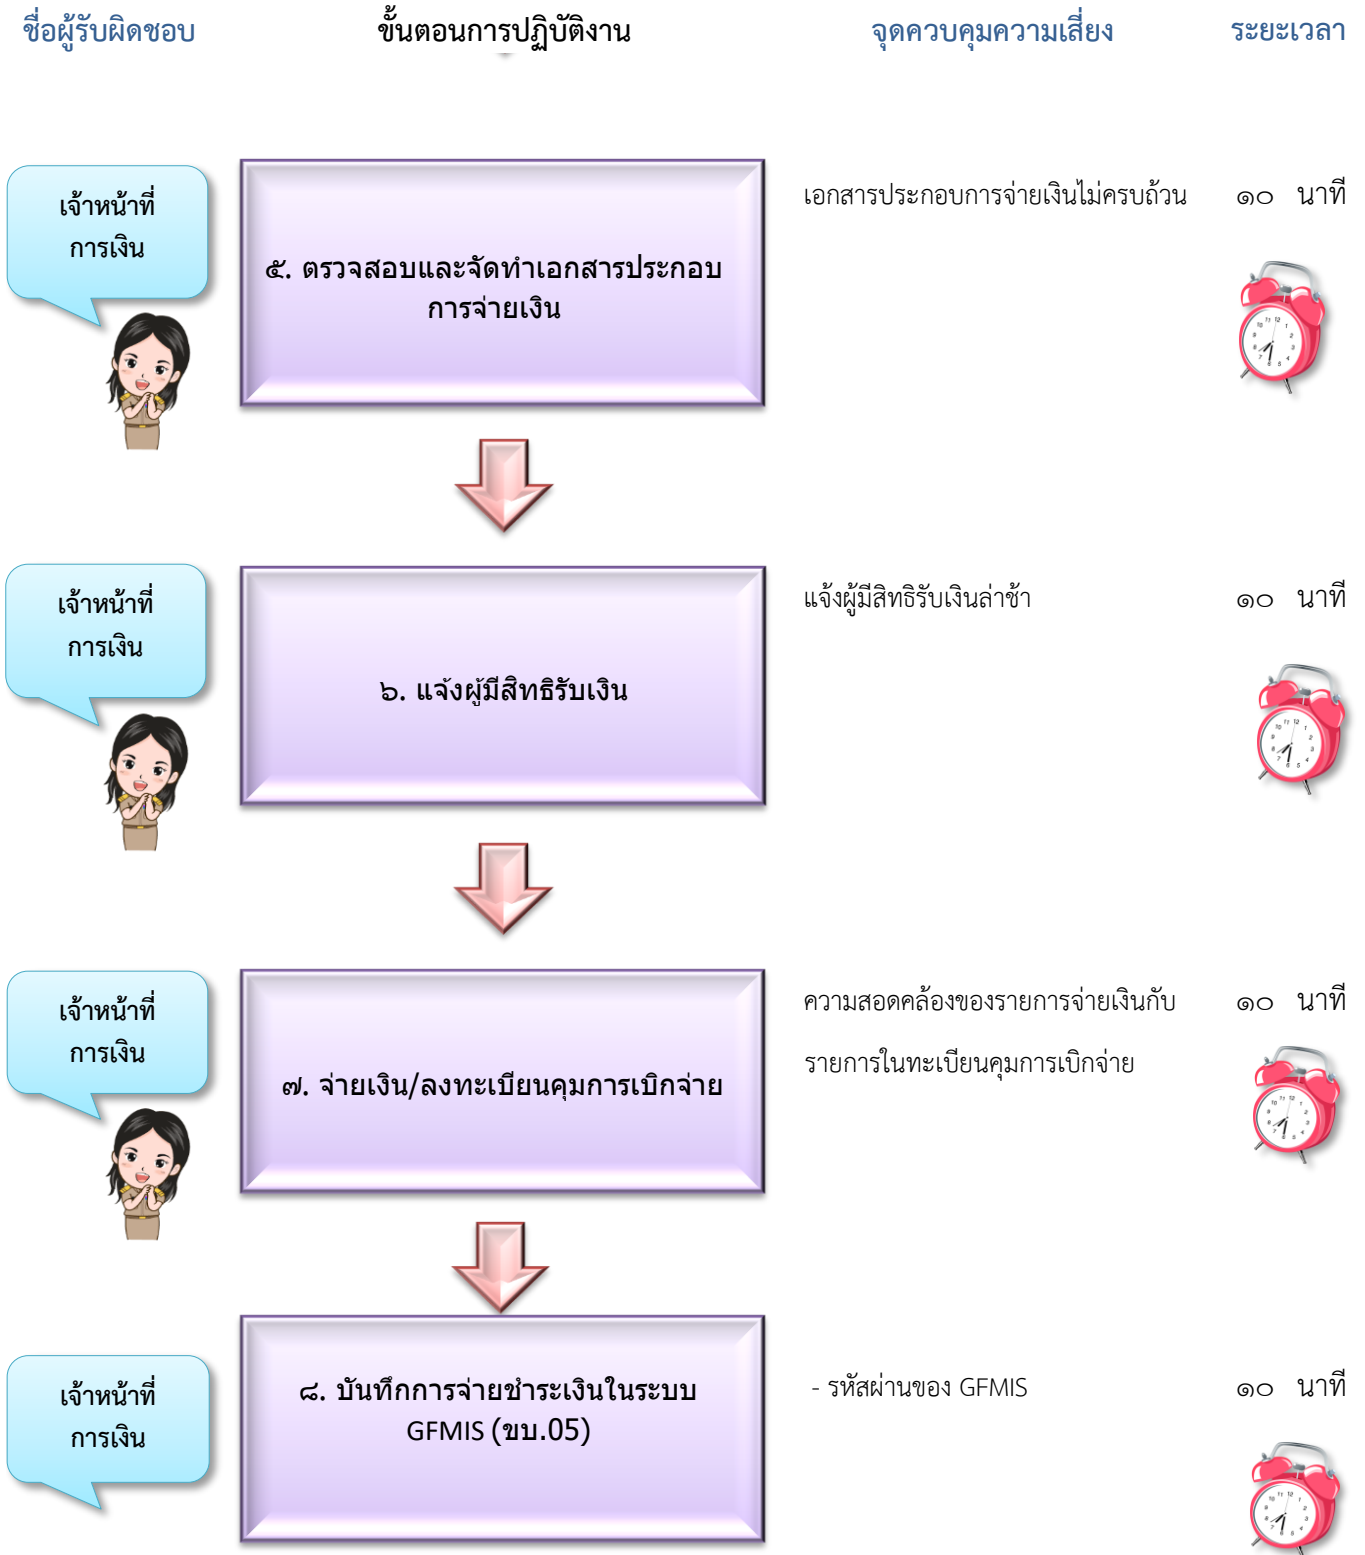 ชื่อผู้รับผิดชอบ ขั้นตอนการปฏิบัติงาน จุดควบคุมความเสี่ยง ระยะเวลา
เจ้าหน้าที่
การเงิน
๕. ตรวจสอบและจัดทำเอกสารประกอบ
การจ่ายเงิน
เอกสารประกอบการจ่ายเงินไม่ครบถ้วน
๑๐ นาที
เจ้าหน้าที่
การเงิน
๖. แจ้งผู้มีสิทธิรับเงิน
แจ้งผู้มีสิทธิรับเงินล่าช้า
๑๐ นาที
เจ้าหน้าที่
การเงิน
๗. จ่ายเงิน/ลงทะเบียนคุมการเบิกจ่าย
ความสอดคล้องของรายการจ่ายเงินกับ
รายการในทะเบียนคุมการเบิกจ่าย
๑๐ นาที
เจ้าหน้าที่
การเงิน
๘. บันทึกการจ่ายชำระเงินในระบบ
GFMIS (ขบ.05)
- รหัสผ่านของ GFMIS
๑๐ นาที